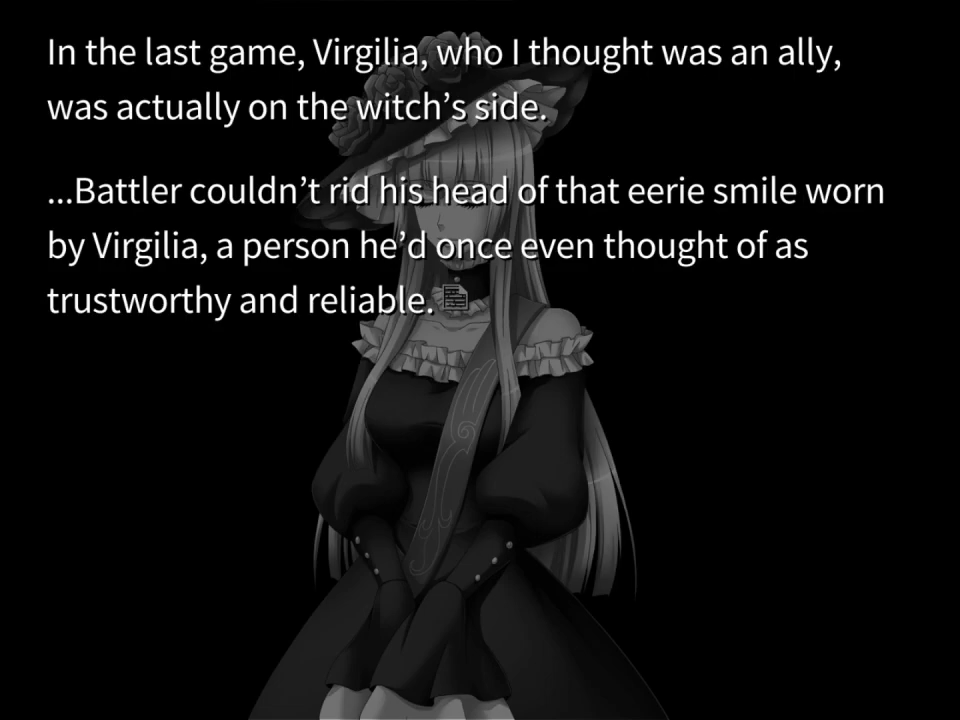 In the last game, Virgilia, who I thought was an ally,
was actually on the witch’s side.
...Battler couldn’t rid his head of that eerie smile worn
by Virgilia, a person he’d once even thought of as
trustworthy and reliable.